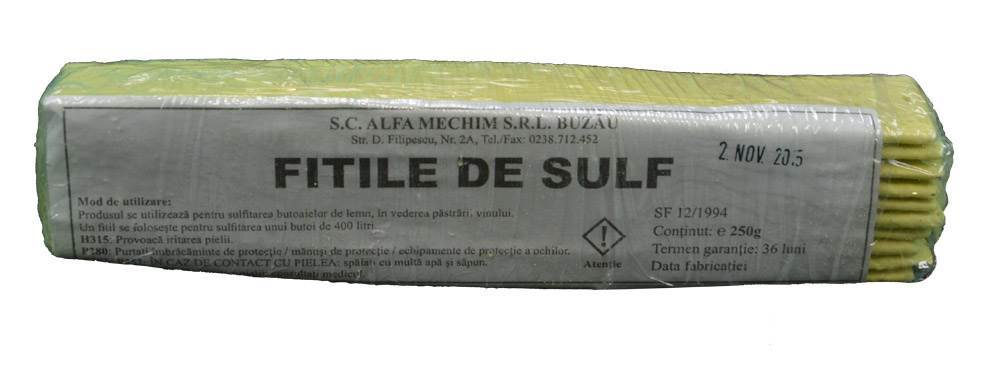 S.C. ALFA MECHIM S.R.L. BUZĂU
Str. D. Filipescu, Nr. 2A, Tel./Fax: 0238.712.452
FITILE DE SULF
2. NOV. 2015
Mod de utilizare:
Produsul se utilizează pentru sulfitarea butoaielor de lemn, în vederea păstrării vinului.
Un fitil se folosește pentru sulfitarea unui butoi de 400 litri.
H315. Provoacă iritarea pielii.
P280: Purtați îmbrăcăminte de protecție / mănuși de protecție / echipamente de protecție a ochilor.
ÎN CAZ DE CONTACT CU PIELEA: spălați cu multă apă și săpun.
consultați medicul.
Atenție
SF 12/1994
Conținut: e 250g
Termen garanție: 36 luni
Data fabricației